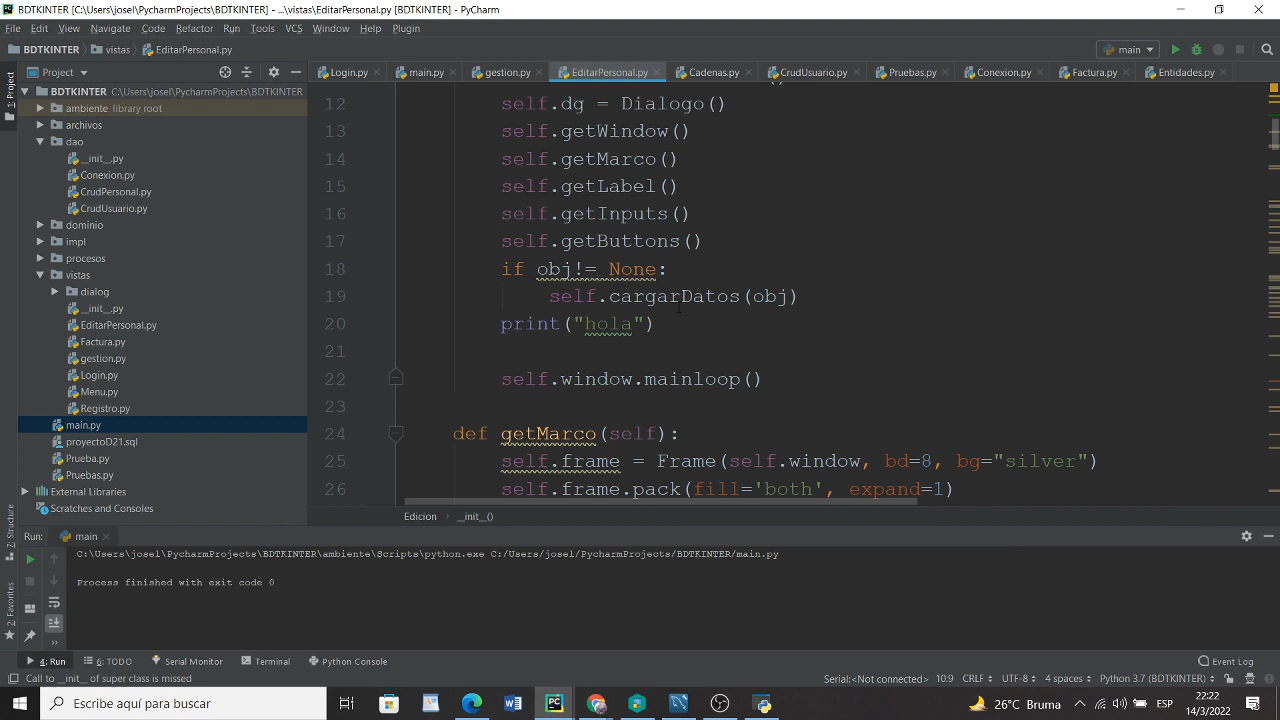 BDTKINTER [C:\Users\josel\PycharmProjects\BDTKINTER] - ...\vistas\EditarPersonal.py - PyCharm
File Edit View Navigate Code Refactor Run Tools VCS Window Help Plugin
BDTKINTER vistas EditarPersonal.py main
Project Login.py main.py gestion.py EditarPersonal.py Cadenas.py CrudUsuario.py Pruebas.py Conexion.py Factura.py Entidades.py
1: Project
BDTKINTER C:\Users\josel\PycharmProjects\BDTKINTER
ambiente library root
archivos
dao
__init__.py
Conexion.py
CrudPersonal.py
CrudUsuario.py
dominio
impl
procesos
vistas
dialog
__init__.py
EditarPersonal.py
Factura.py
gestion.py
Login.py
Menu.py
Registro.py
main.py
proyectoD21.sql
Prueba.py
Pruebas.py
External Libraries
Scratches and Consoles
12 self.dg = Dialogo()
13 self.getWindow()
14 self.getMarco()
15 self.getLabel()
16 self.getInputs()
17 self.getButtons()
18 if obj!= None:
19 self.cargarDatos(obj)
20 print("hola")
21
22 self.window.mainloop()
23
24 def getMarco(self):
25 self.frame = Frame(self.window, bd=8, bg="silver")
26 self.frame.pack(fill='both', expand=1)
Edicion __init__()
Z: Structure
2: Favorites
Run: main
C:\Users\josel\PycharmProjects\BDTKINTER\ambiente\Scripts\python.exe C:/Users/josel/PycharmProjects/BDTKINTER/main.py
Process finished with exit code 0
4: Run 6: TODO Serial Monitor Terminal Python Console Event Log
Call to __init__ of super class is missed Serial:<Not connected> 10:9 CRLF UTF-8 4 spaces Python 3.7 (BDTKINTER)
Escribe aquí para buscar 26°C Bruma ESP 22:22
14/3/2022